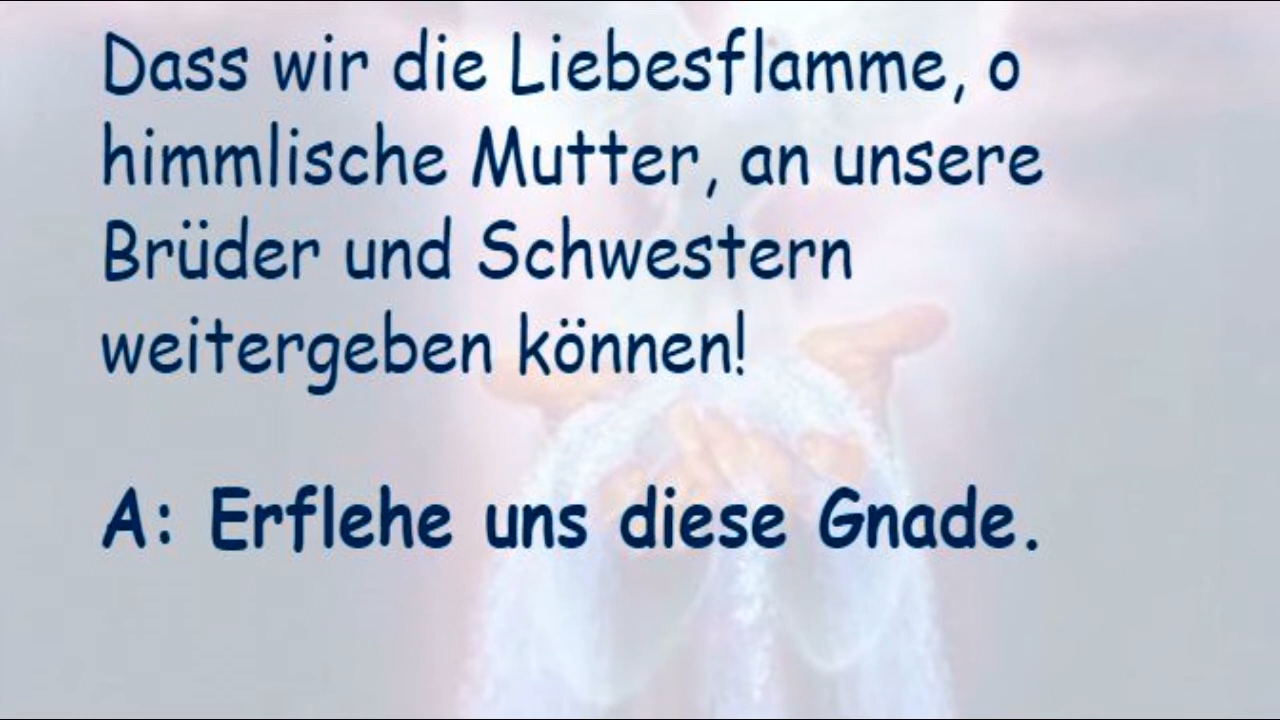 Dass wir die Liebesflamme, o
himmlische Mutter, an unsere
Brüder und Schwestern
weitergeben können!
A: Erflehe uns diese Gnade.